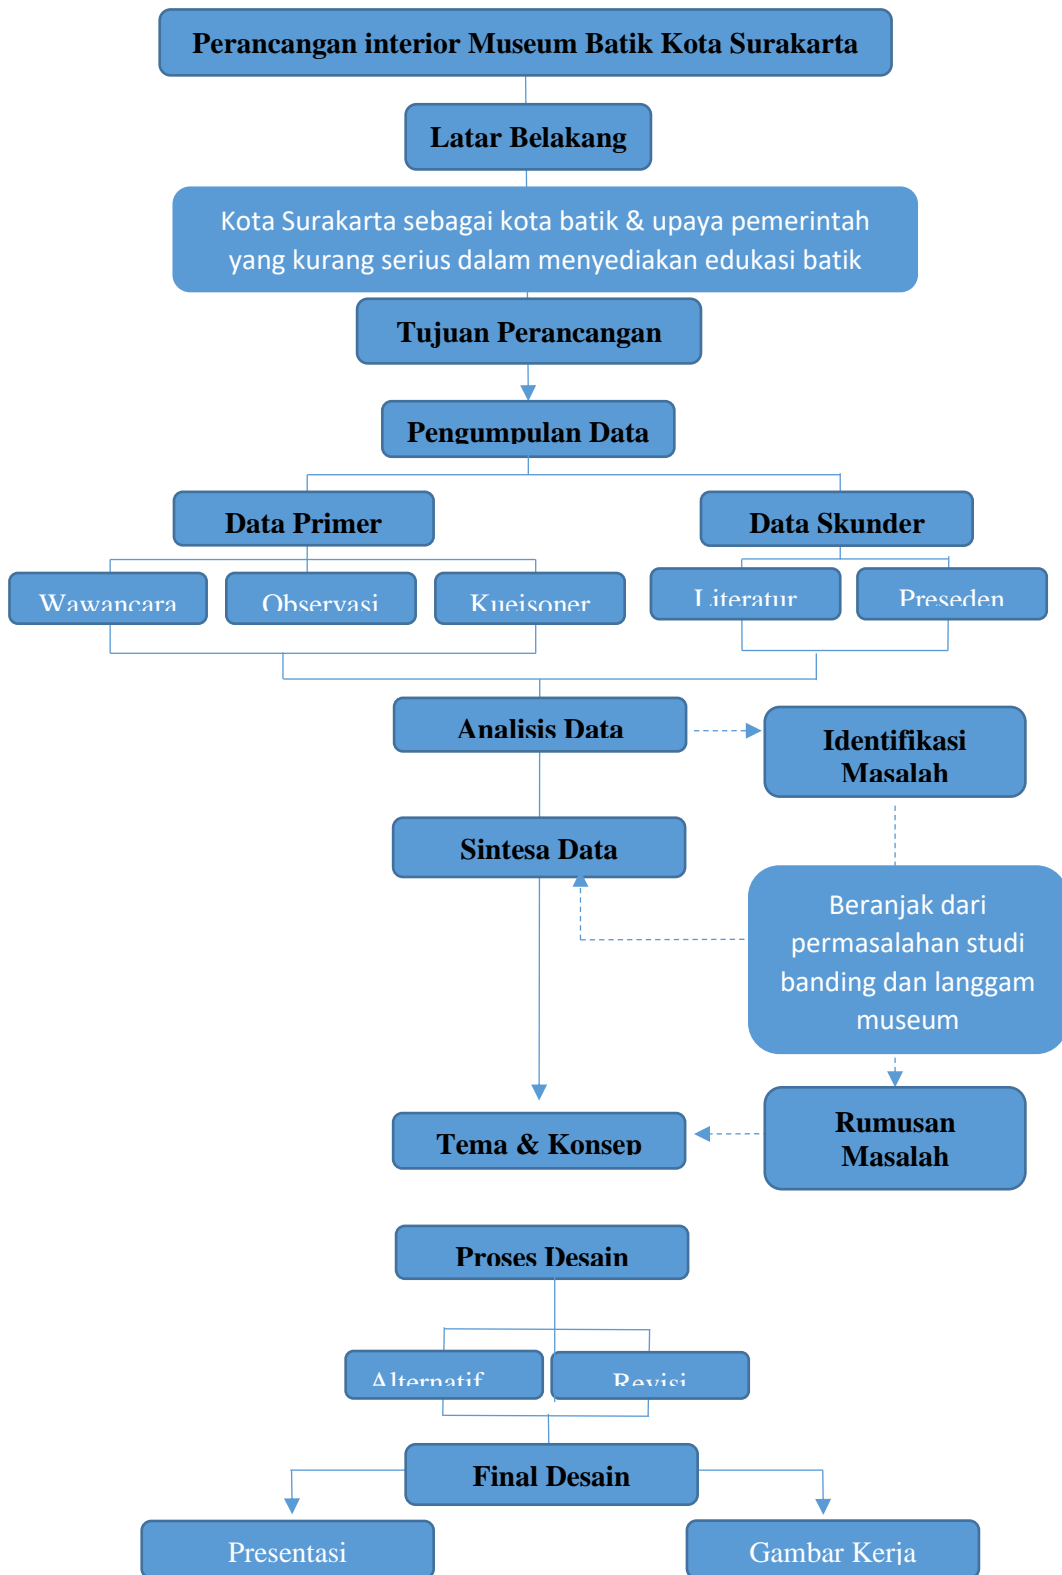 Perancangan interior Museum Batik Kota Surakarta
Latar Belakang
Kota Surakarta sebagai kota batik & upaya pemerintah
yang kurang serius dalam menyediakan edukasi batik
Tujuan Perancangan
Pengumpulan Data
Data Primer
Data Skunder
Wawancara
Observasi
Kueisoner
Literatur
Preseden
Analisis Data
Identifikasi
Masalah
Sintesa Data
Beranjak dari
permasalahan studi
banding dan langgam
museum
Rumusan
Masalah
Tema & Konsep
Proses Desain
Alternatif
Revisi
Final Desain
Presentasi
Gambar Kerja